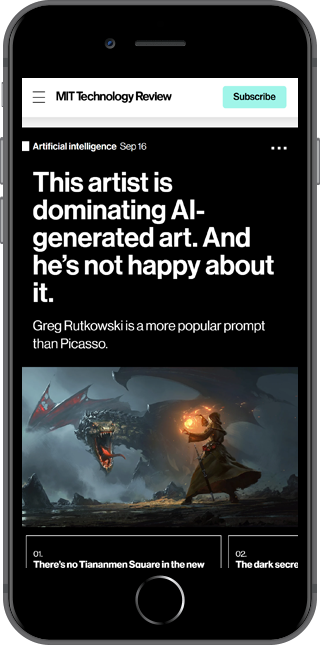 MIT Technology Review
Subscribe
Artificial intelligence Sep 16
This artist is
dominating AI-
generated art. And
he’s not happy about
it.
Greg Rutkowski is a more popular prompt
than Picasso.
01.
There’s no Tiananmen Square in the new
02.
The dark secre